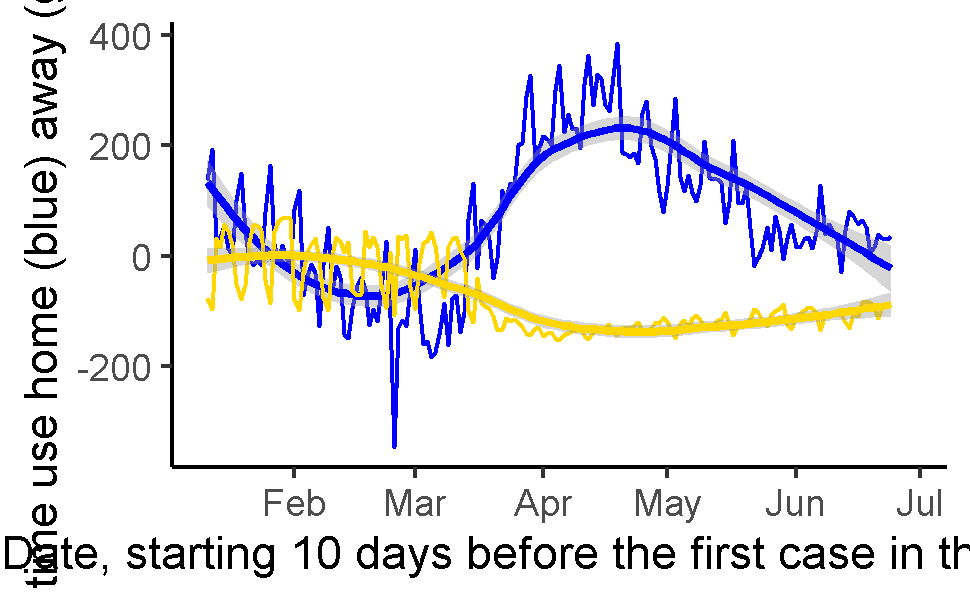 time use home (blue) away (
400
200
0
-200
Feb Mar Apr May Jun Jul
Date, starting 10 days before the first case in th